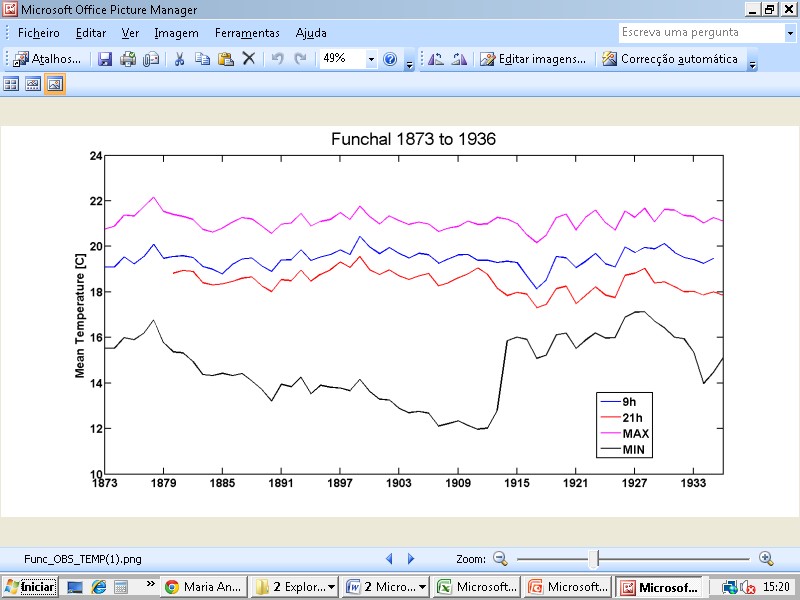 Microsoft Office Picture Manager
Ficheiro Editar Ver Imagem Ferramentas Ajuda
Escreva uma pergunta
Atalhos... 49% Editar imagens... Correcção automática
Funchal 1873 to 1936
Mean Temperature [C]
24
22
20
18
16
14
12
10
1873 1879 1885 1891 1897 1903 1909 1915 1921 1927 1933
9h
21h
MAX
MIN
Func_OBS_TEMP(1).png Zoom:
Iniciar » Maria An... 2 Explor... 2 Micro... Microsoft... Microsoft... Microsof... 15:20